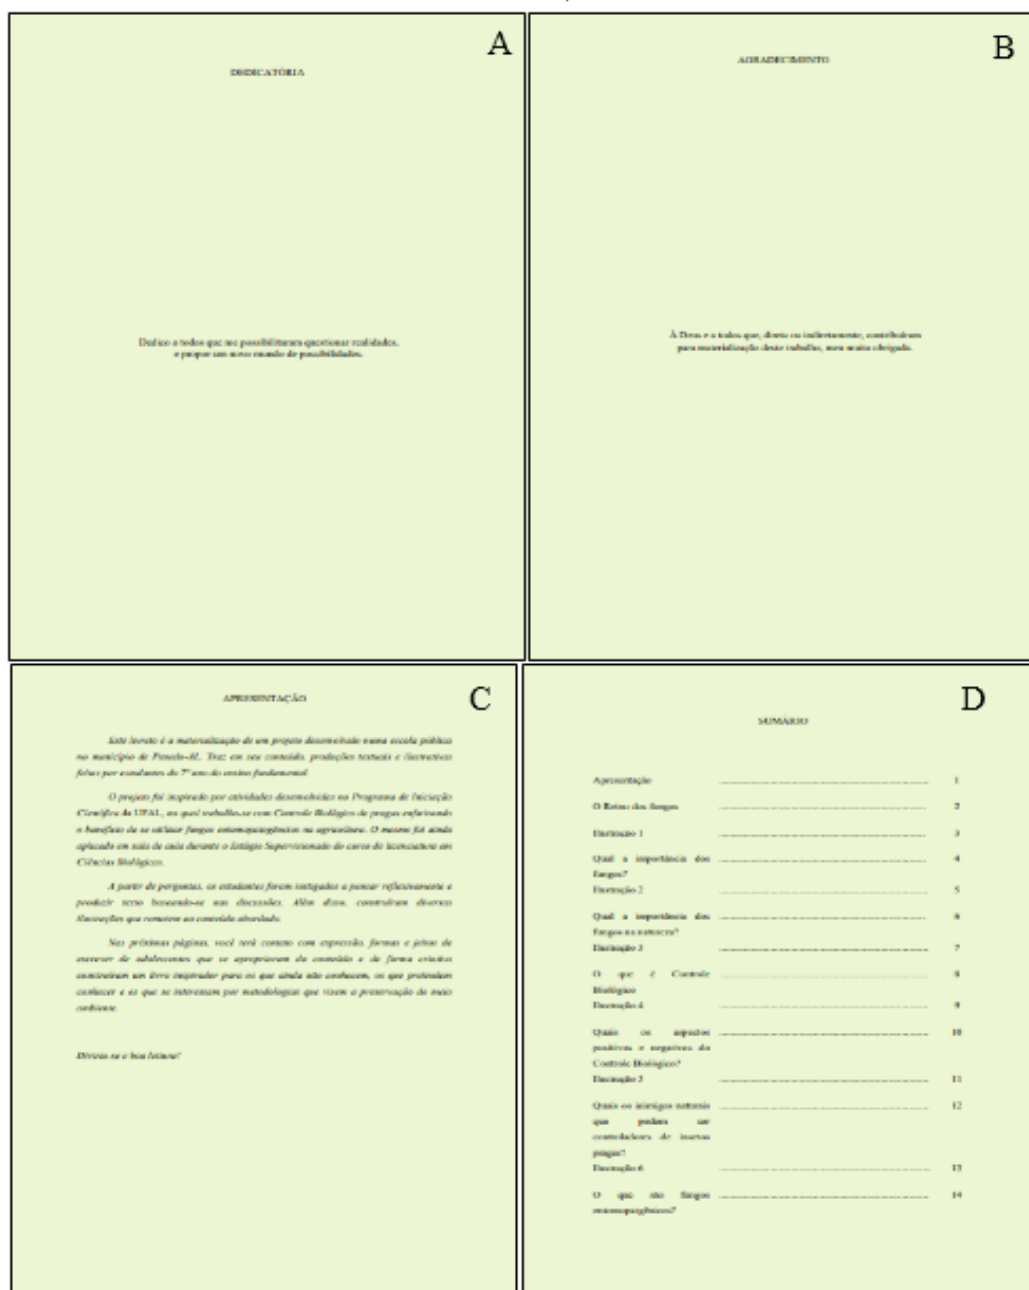 A
DEDICATÓRIA
Dedico a todos que me possibilitaram questionar realidades,
e propor um novo mundo de possibilidades.
B
AGRADECIMENTO
À Deus e a todos que, direta ou indiretamente, contribuíram
para materialização deste trabalho, meu muito obrigado.
C
APRESENTAÇÃO
Este livreto é a materialização de um projeto desenvolvido numa escola pública
no município de Penedo-AL. Traz em seu conteúdo, produções textuais e ilustrativas
feitas por estudantes do 7º ano do ensino fundamental.
O projeto foi inspirado por atividades desenvolvidas no Programa de Iniciação
Científica da UFAL, no qual trabalha-se com Controle Biológico de pragas enfatizando
o benefício de se utilizar fungos entomopatogênicos na agricultura. O mesmo foi ainda
aplicado em sala de aula durante o Estágio Supervisionado do curso de licenciatura em
Ciências Biológicas.
A partir de perguntas, os estudantes foram instigados a pensar reflexivamente e
produzir texto baseando-se nas discussões. Além disso, construíram diversas
ilustrações que remetem ao conteúdo abordado.
Nas próximas páginas, você terá contato com expressão, formas e jeitos de
escrever de adolescentes que se apropriaram do conteúdo e de forma criativa
construíram um livro inspirador para os que ainda não conhecem, os que pretendem
conhecer e os que se interessam por metodologias que visem a preservação do meio
ambiente.
Divirta-se e boa leitura!
D
SUMÁRIO
Apresentação 1
O Reino dos fungos 2
Ilustração 1 3
Qual a importância dos 4
fungos?
Ilustração 2 5
Qual a importância dos 6
fungos na natureza?
Ilustração 3 7
O que é Controle 8
Biológico
Ilustração 4 9
Quais os aspectos 10
positivos e negativos do
Controle Biológico?
Ilustração 5 11
Quais os inimigos naturais 12
que podem ser
controladores de insetos
pragas?
Ilustração 6 13
O que são fungos 14